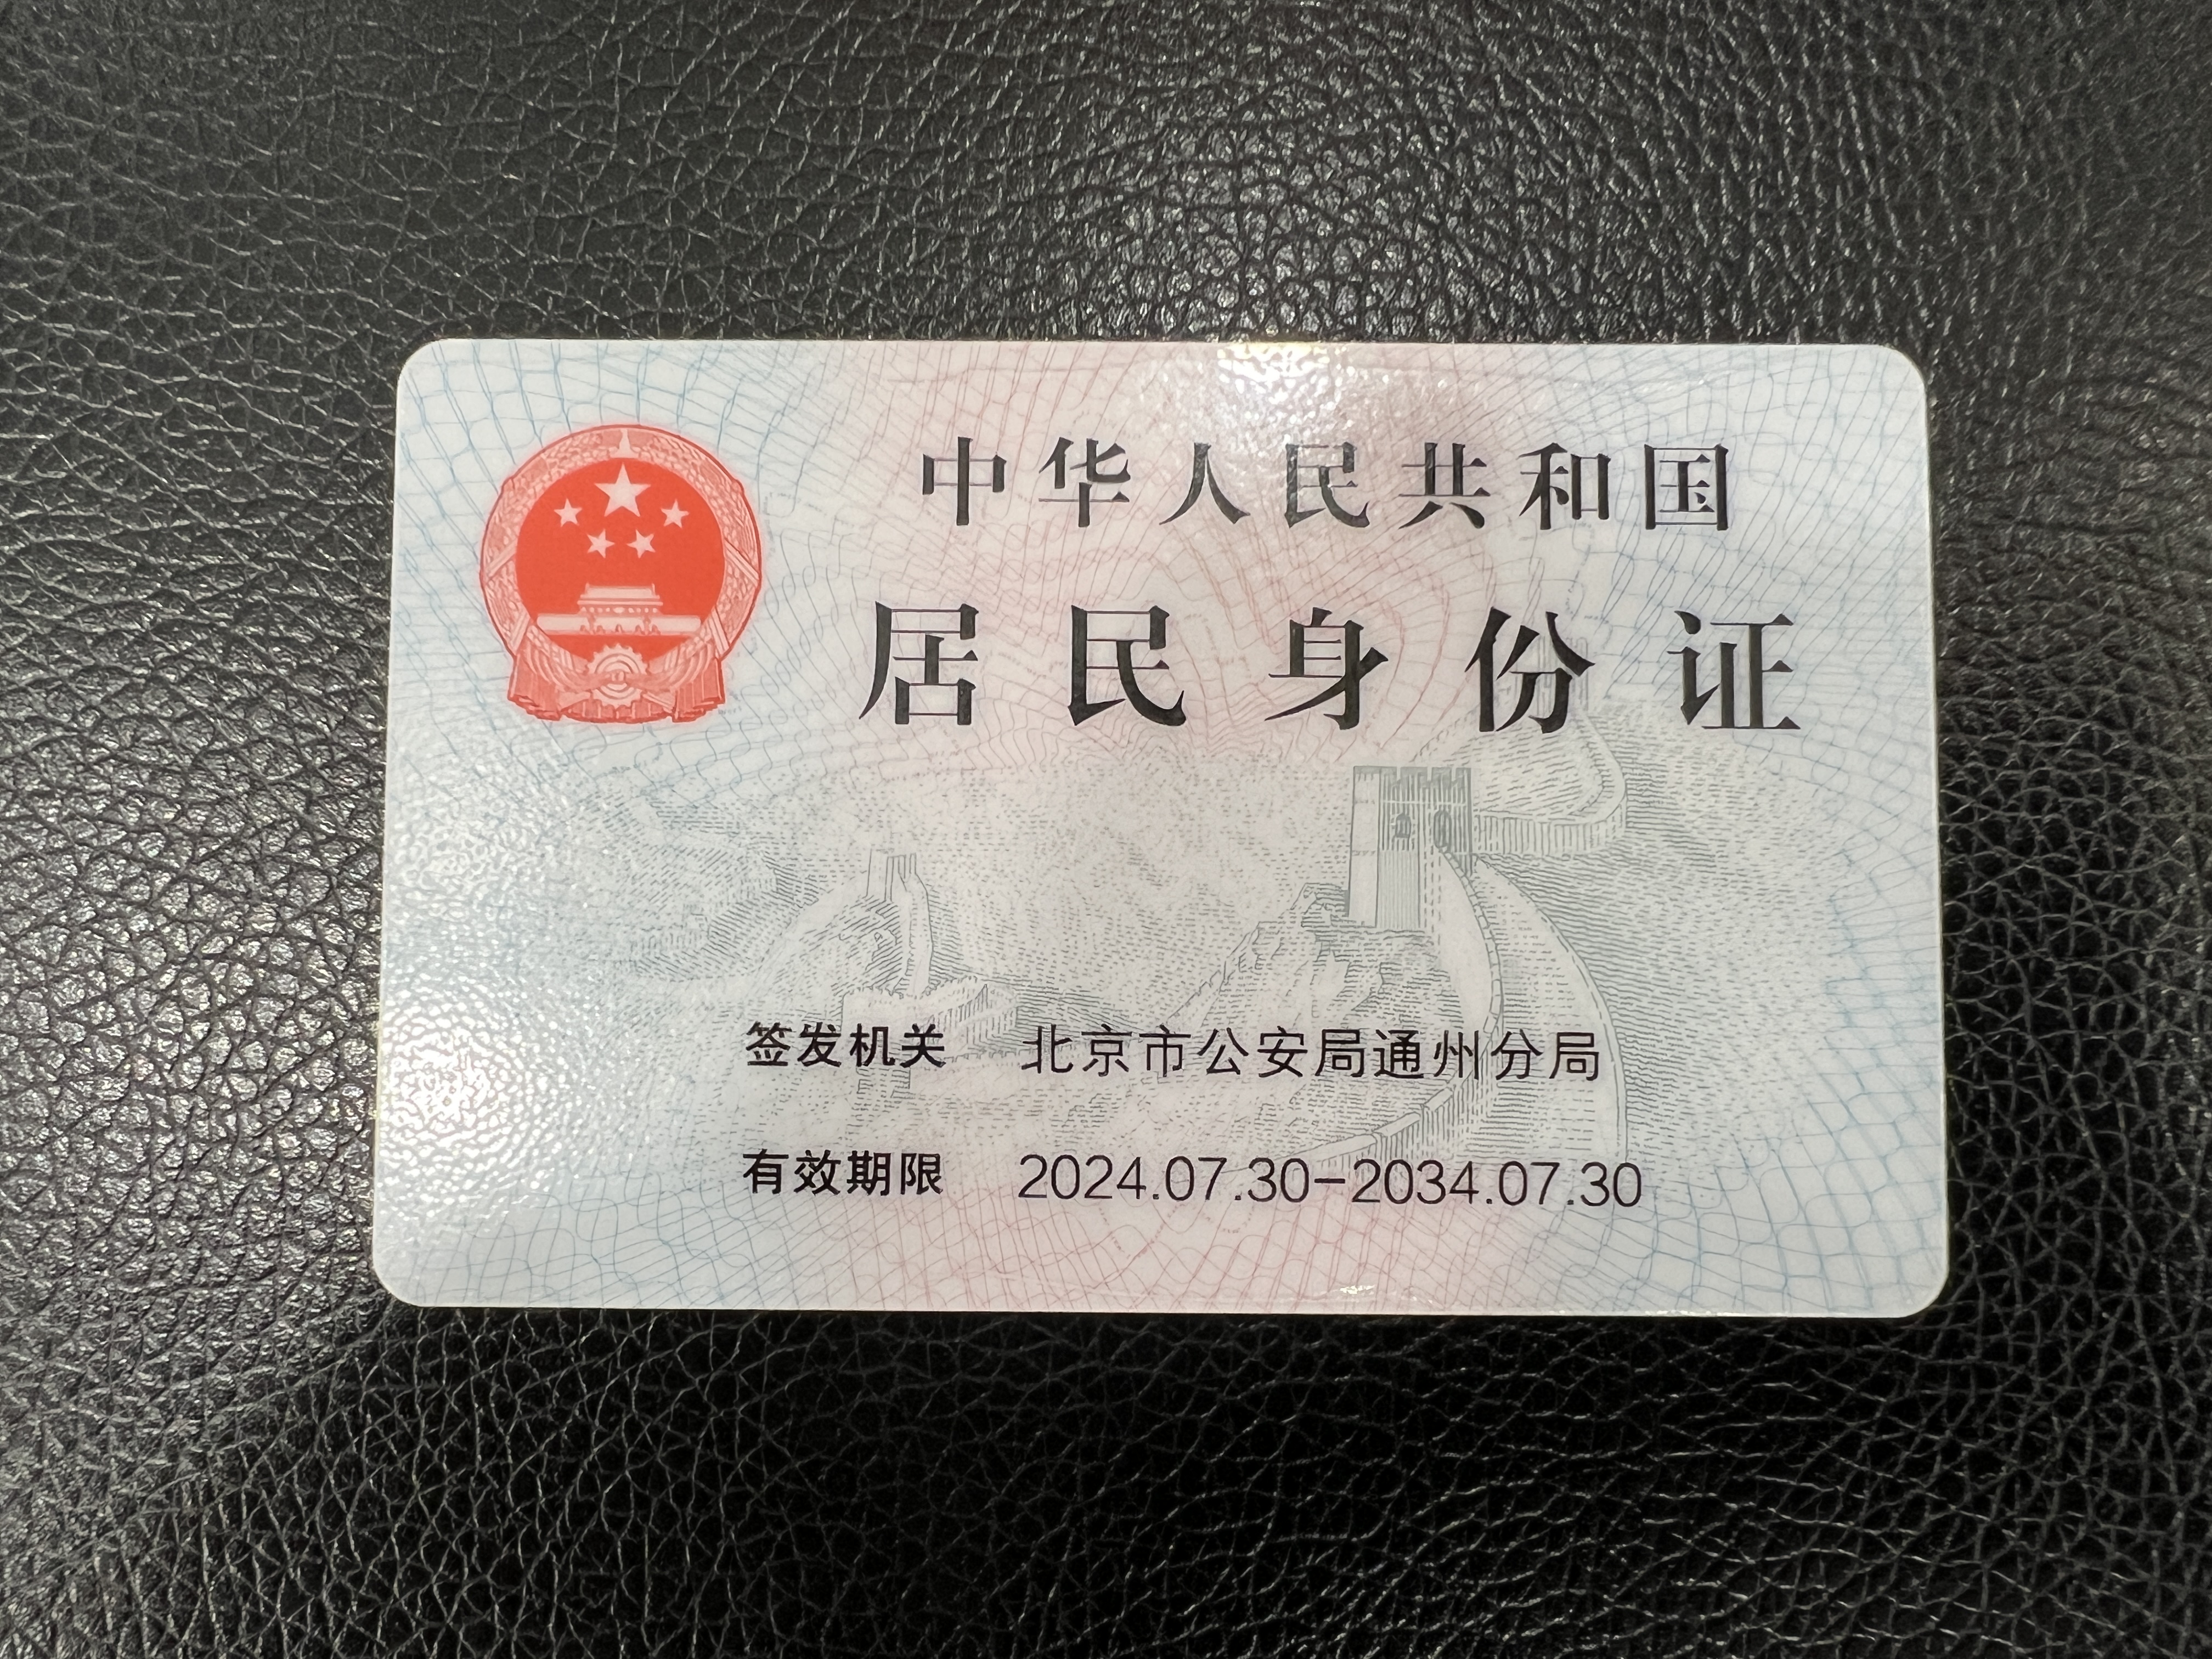 中华人民共和国
居民身份证
签发机关 北京市公安局通州分局
有效期限 2024.07.30-2034.07.30